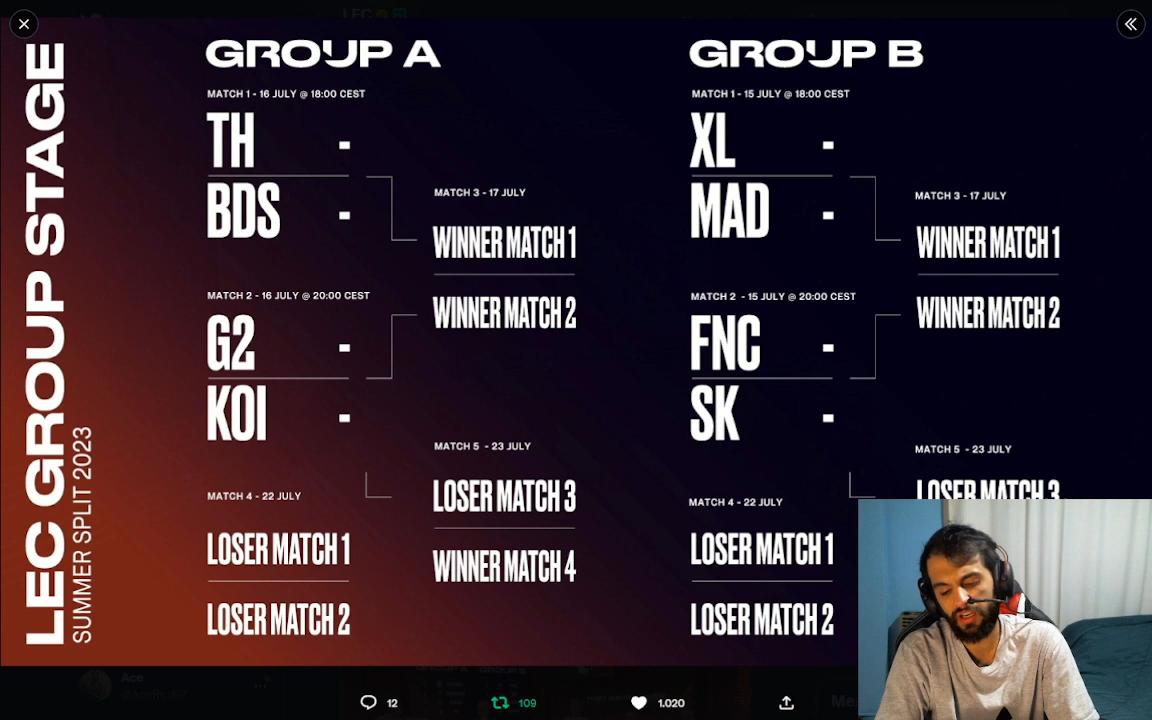 LEC GROUP STAGE
SUMMER SPLIT 2023
GROUP A
MATCH 1 - 16 JULY @ 18:00 CEST
TH -
BDS -
MATCH 2 - 16 JULY @ 20:00 CEST
G2 -
KOI -
MATCH 3 - 17 JULY
WINNER MATCH 1
WINNER MATCH 2
MATCH 4 - 22 JULY
LOSER MATCH 1
LOSER MATCH 2
MATCH 5 - 23 JULY
LOSER MATCH 3
WINNER MATCH 4
GROUP B
MATCH 1 - 15 JULY @ 18:00 CEST
XL -
MAD -
MATCH 2 - 15 JULY @ 20:00 CEST
FNC -
SK -
MATCH 3 - 17 JULY
WINNER MATCH 1
WINNER MATCH 2
MATCH 4 - 22 JULY
LOSER MATCH 1
LOSER MATCH 2
MATCH 5 - 23 JULY
LOSER MATCH 3
Ace
12
109
1.020